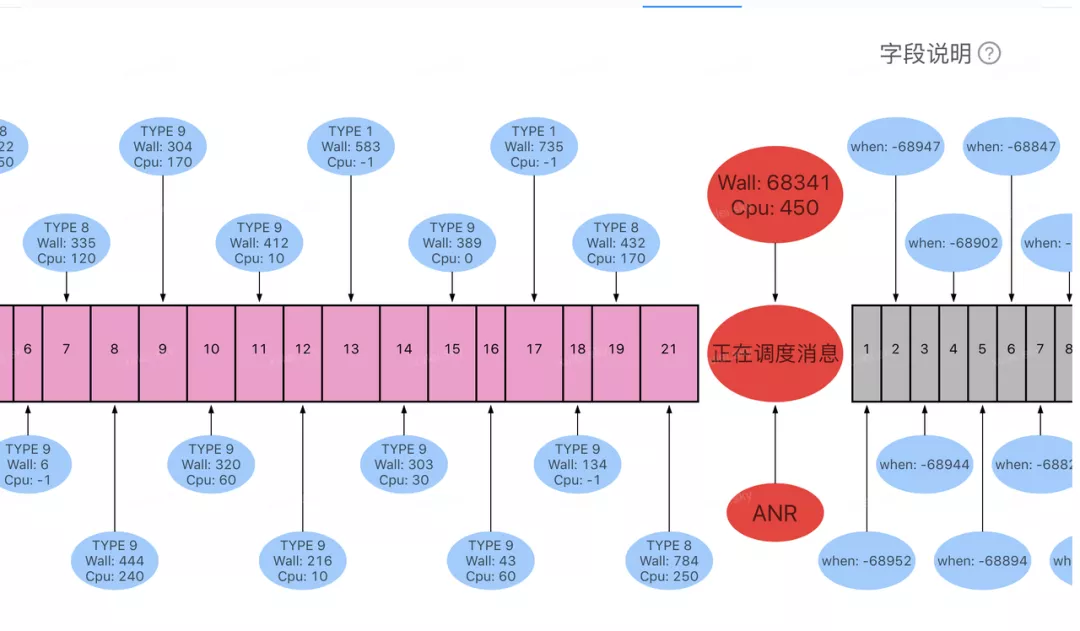 字段说明
8
22
50
TYPE 9
Wall: 304
Cpu: 170
TYPE 1
Wall: 583
Cpu: -1
TYPE 1
Wall: 735
Cpu: -1
Wall: 68341
Cpu: 450
when: -68947
when: -68847
TYPE 8
Wall: 335
Cpu: 120
TYPE 9
Wall: 412
Cpu: 10
TYPE 9
Wall: 389
Cpu: 0
TYPE 8
Wall: 432
Cpu: 170
when: -68902
when: -
6 7 8 9 10 11 12 13 14 15 16 17 18 19 21
正在调度消息
1 2 3 4 5 6 7 8
TYPE 9
Wall: 6
Cpu: -1
TYPE 9
Wall: 320
Cpu: 60
TYPE 9
Wall: 303
Cpu: 30
TYPE 9
Wall: 134
Cpu: -1
when: -68944
when: -6882
ANR
TYPE 9
Wall: 444
Cpu: 240
TYPE 9
Wall: 216
Cpu: 10
TYPE 9
Wall: 43
Cpu: 60
TYPE 8
Wall: 784
Cpu: 250
when: -68952
when: -68894
wh